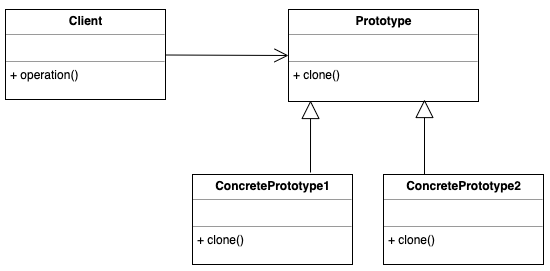 Client
+ operation()
Prototype
+ clone()
ConcretePrototype1
+ clone()
ConcretePrototype2
+ clone()